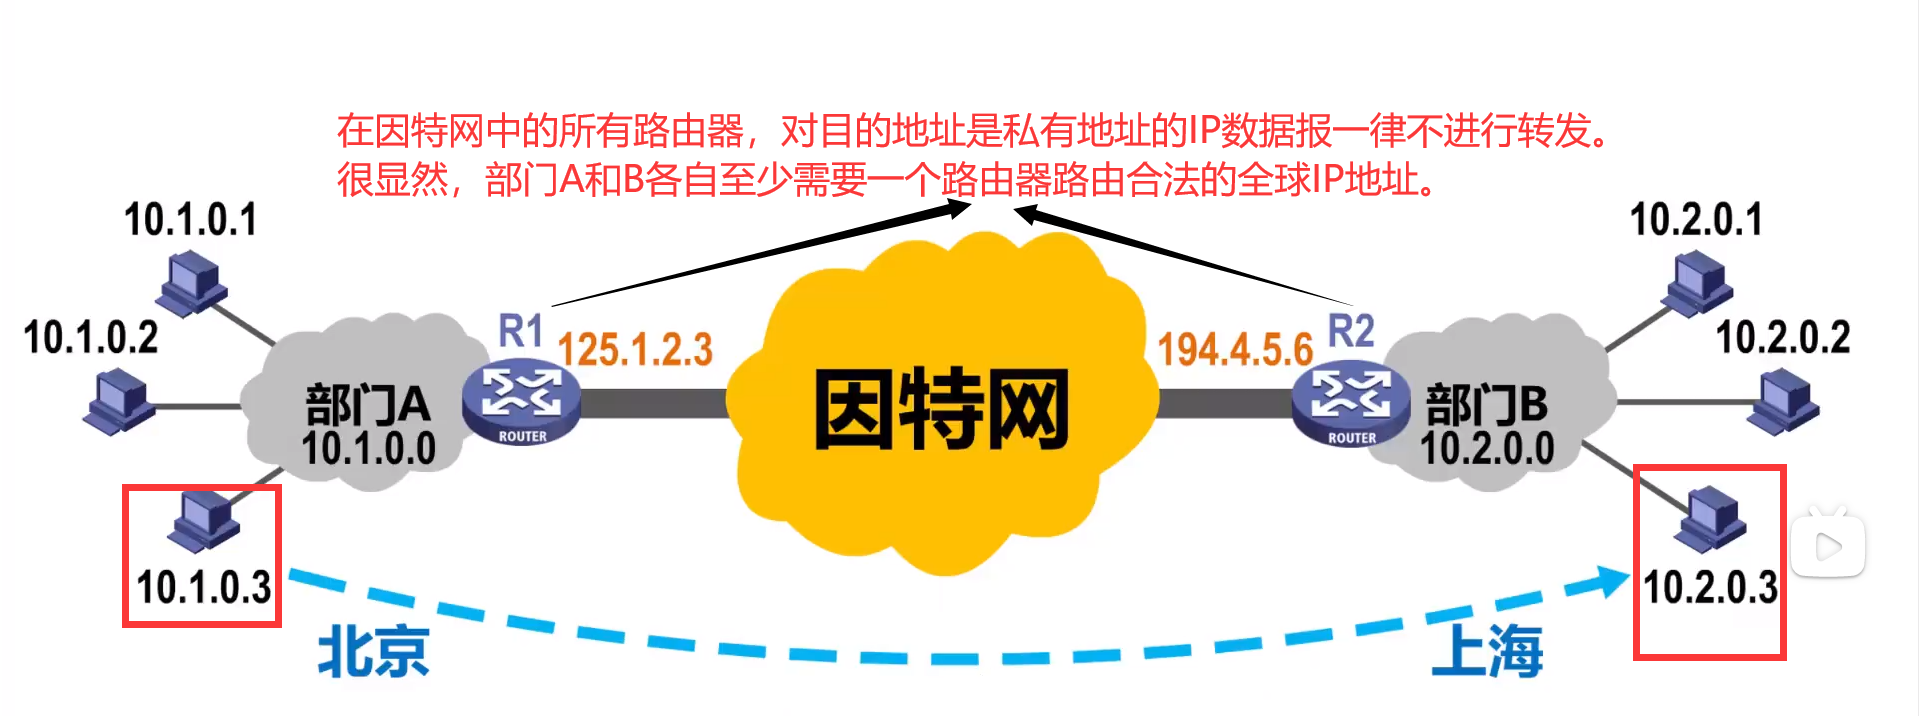 在因特网中的所有路由器，对目的地址是私有地址的IP数据报一律不进行转发。
很显然，部门A和B各自至少需要一个路由器路由合法的全球IP地址。
10.1.0.1
10.2.0.1
10.1.0.2
R1
125.1.2.3
194.4.5.6
R2
10.2.0.2
部门A
10.1.0.0
ROUTER
因特网
ROUTER
部门B
10.2.0.0
10.1.0.3
10.2.0.3
北京
上海